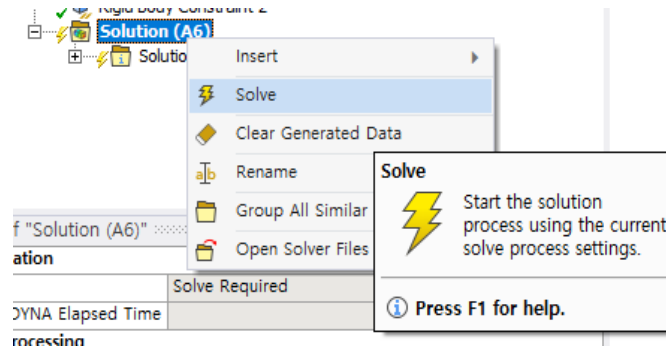 Rigid Body Constraint 2
Solution (A6)
Solutio
Insert
Solve
Clear Generated Data
Rename
Group All Similar
Open Solver Files
Solve
Start the solution
process using the current
solve process settings.
Press F1 for help.
f "Solution (A6)"
ation
Solve Required
DYNA Elapsed Time
rocessing